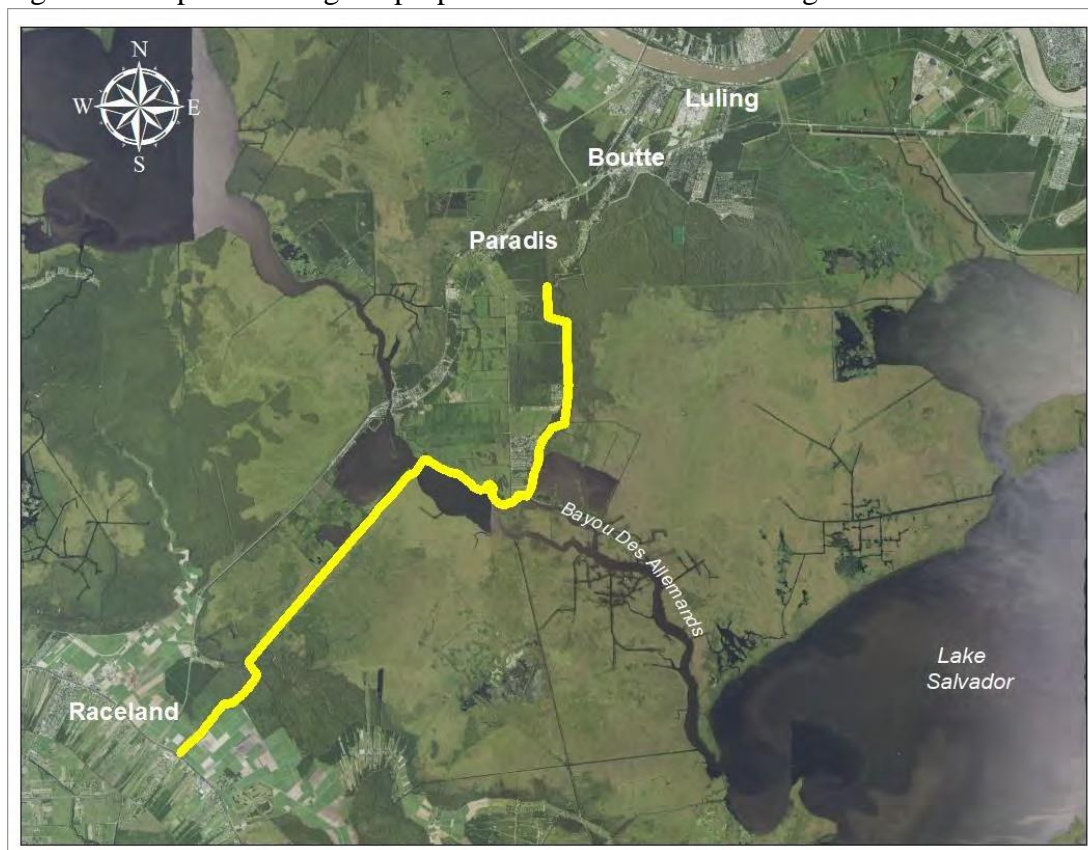 N
W
E
S
Luling
Boutte
Paradis
Bayou Des Allemands
Lake
Salvador
Raceland